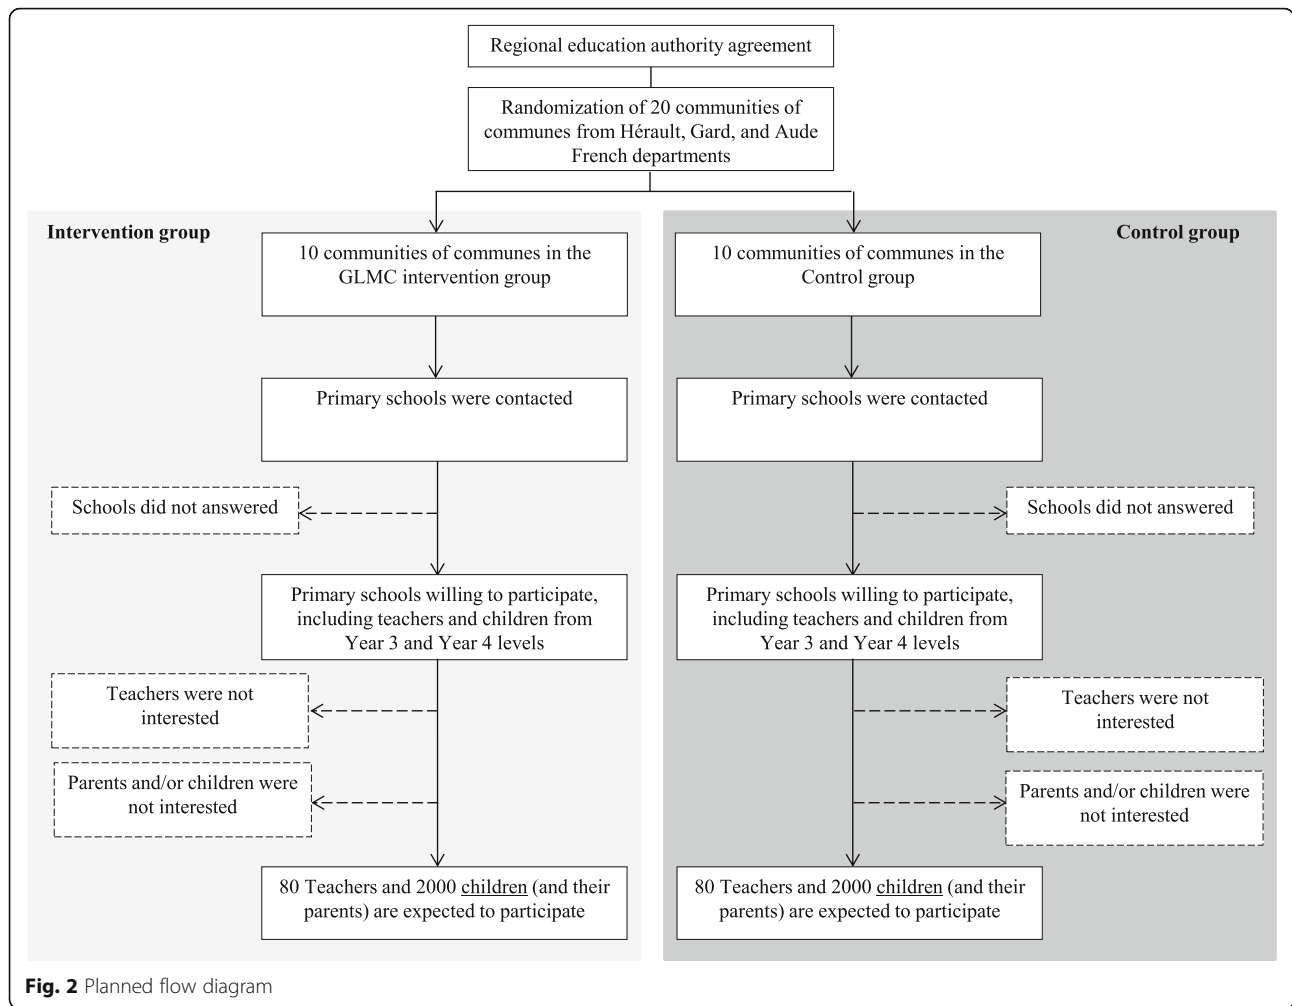 Regional education authority agreement
Randomization of 20 communities of
communes from Hérault, Gard, and Aude
French departments
Intervention group
10 communities of communes in the
GLMC intervention group
Primary schools were contacted
Schools did not answered
Primary schools willing to participate,
including teachers and children from
Year 3 and Year 4 levels
Teachers were not
interested
Parents and/or children were
not interested
80 Teachers and 2000 children (and their
parents) are expected to participate
Control group
10 communities of communes in the
Control group
Primary schools were contacted
Schools did not answered
Primary schools willing to participate,
including teachers and children from
Year 3 and Year 4 levels
Teachers were not
interested
Parents and/or children were
not interested
80 Teachers and 2000 children (and their
parents) are expected to participate
Fig. 2 Planned flow diagram